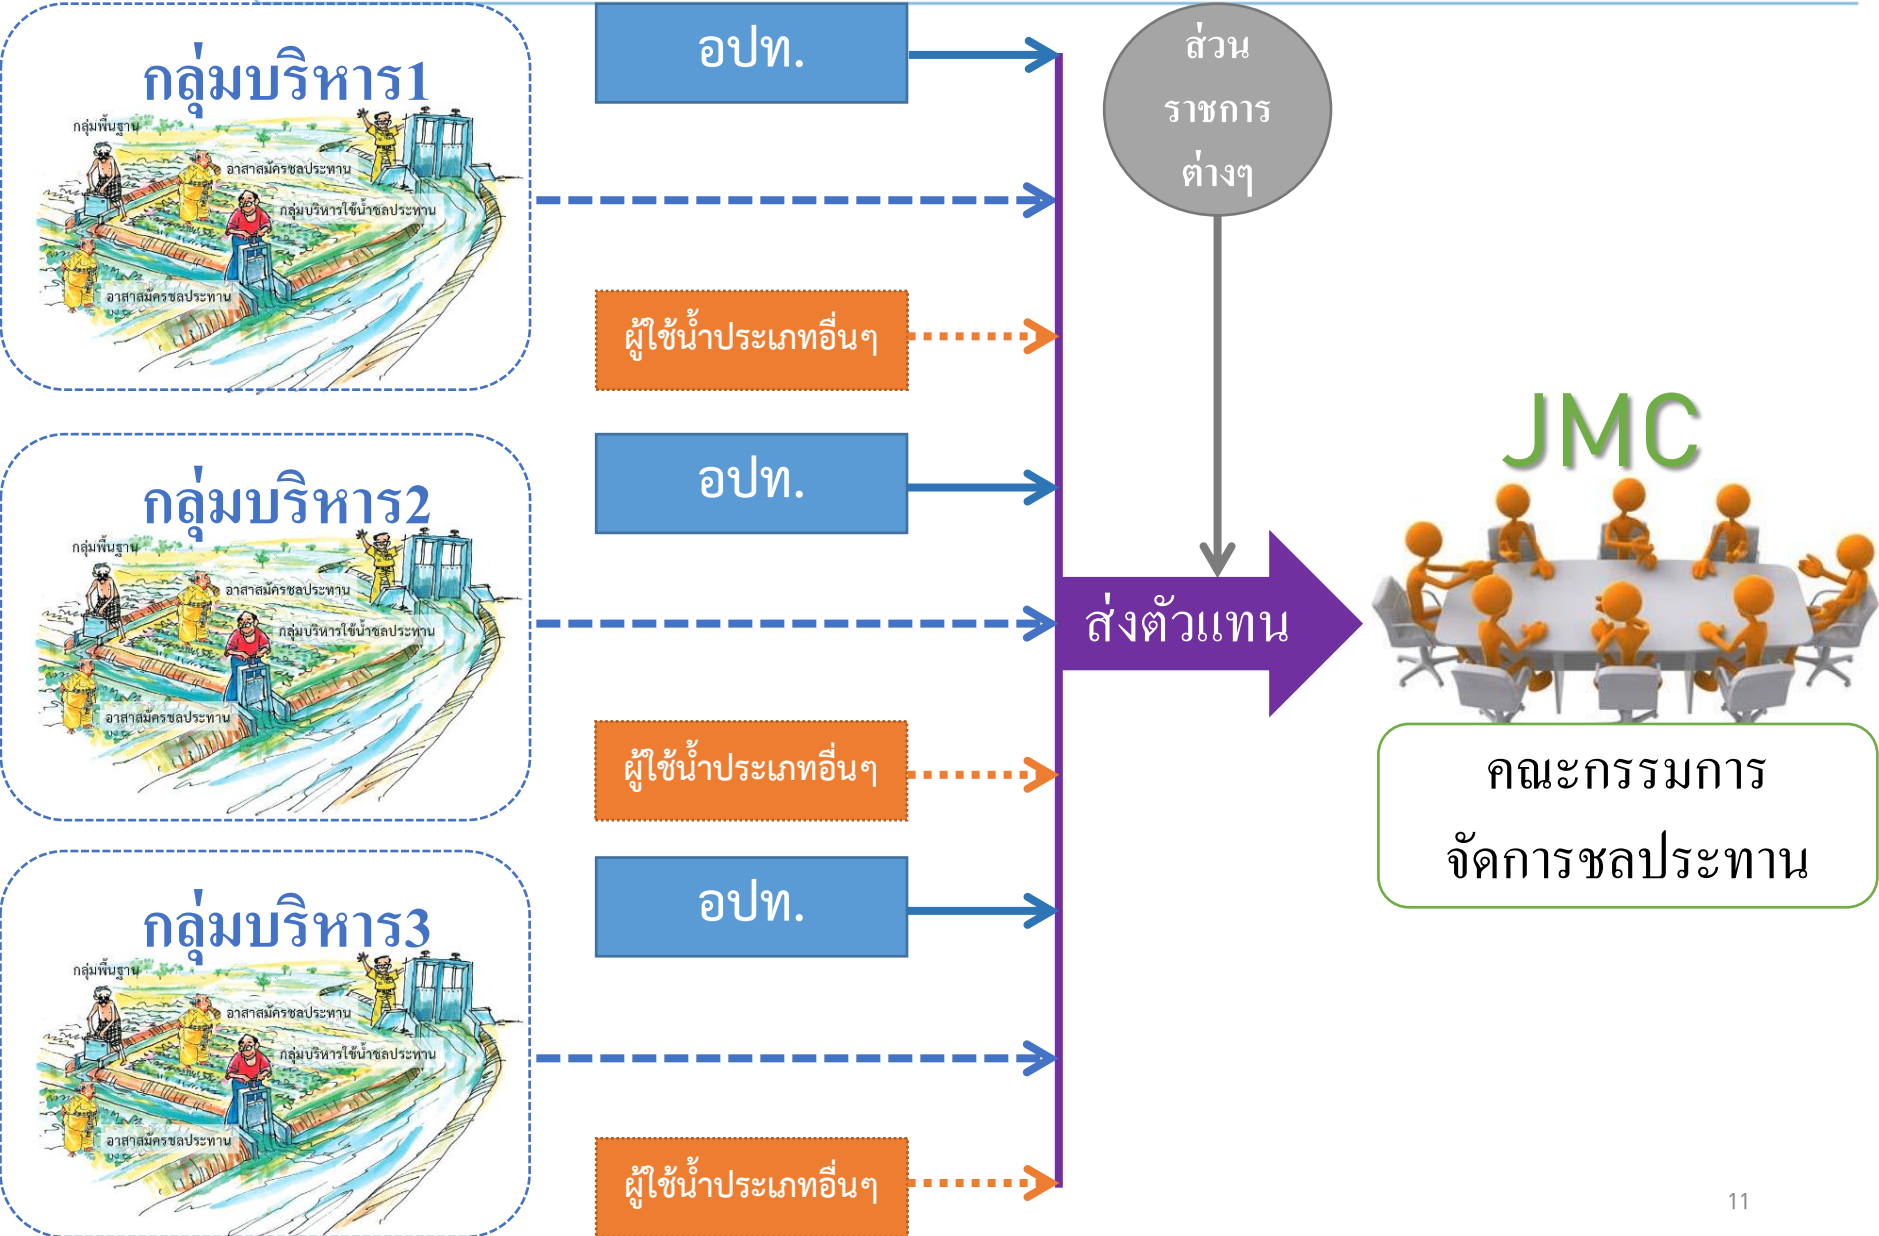 กลุ่มบริหาร1
กลุ่มพื้นฐาน
อาสาสมัครชลประทาน
กลุ่มบริหารใช้น้ำชลประทาน
อาสาสมัครชลประทาน
อปท.
ผู้ใช้น้ำประเภทอื่นๆ
กลุ่มบริหาร2
กลุ่มพื้นฐาน
อาสาสมัครชลประทาน
กลุ่มบริหารใช้น้ำชลประทาน
อาสาสมัครชลประทาน
อปท.
ผู้ใช้น้ำประเภทอื่นๆ
กลุ่มบริหาร3
กลุ่มพื้นฐาน
อาสาสมัครชลประทาน
กลุ่มบริหารใช้น้ำชลประทาน
อาสาสมัครชลประทาน
อปท.
ผู้ใช้น้ำประเภทอื่นๆ
ส่วน
ราชการ
ต่างๆ
ส่งตัวแทน
JMC
คณะกรรมการ
จัดการชลประทาน
11